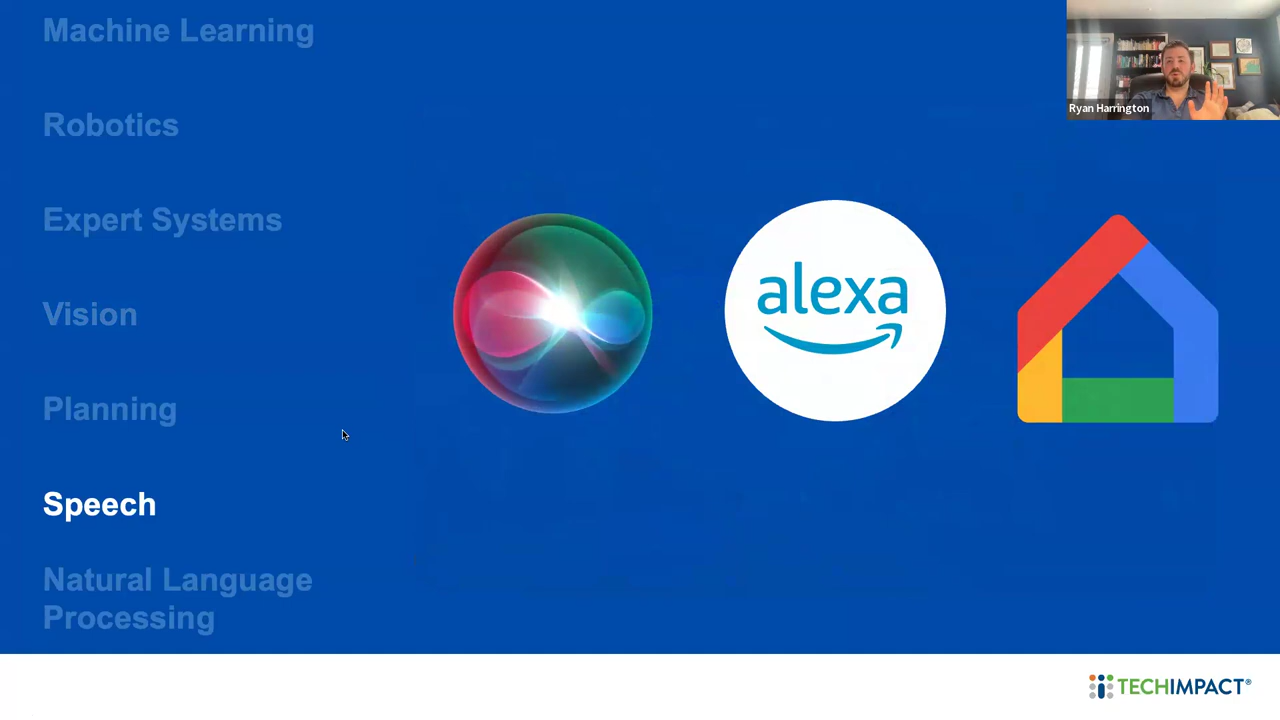 Machine Learning
Ryan Harrington
Robotics
Expert Systems
alexa
Vision
Planning
Speech
Natural Language
Processing
TECHIMPACT®